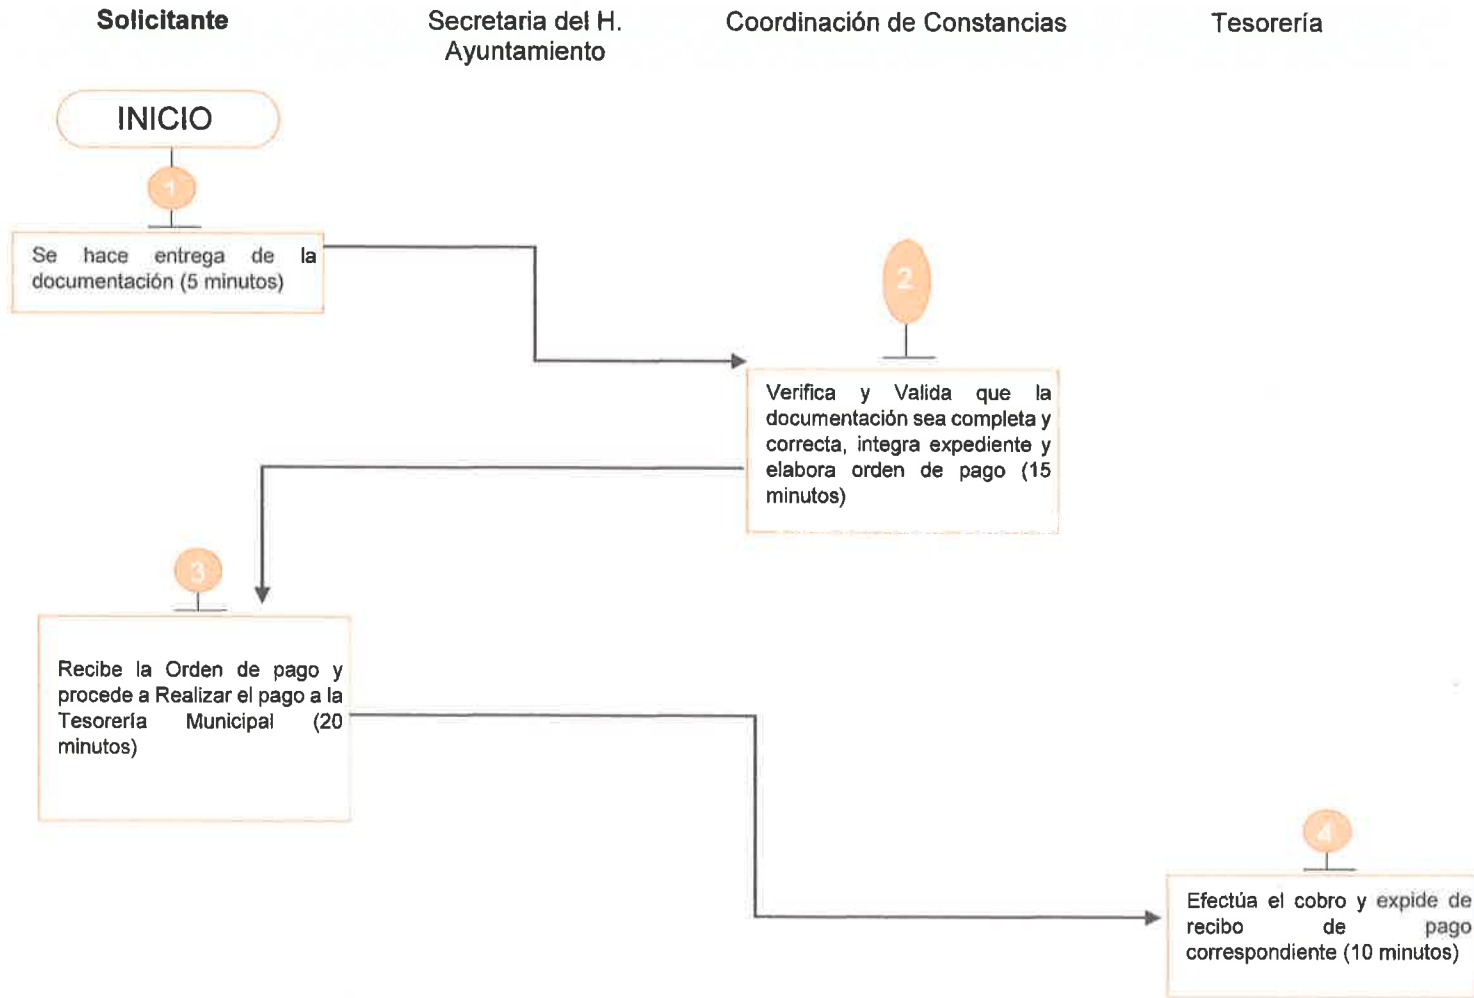 Solicitante
Secretaria del H.
Ayuntamiento
Coordinación de Constancias
Tesorería
INICIO
1
Se hace entrega de la
documentación (5 minutos)
2
Verifica y Valida que la
documentación sea completa y
correcta, integra expediente y
elabora orden de pago (15
minutos)
3
Recibe la Orden de pago y
procede a Realizar el pago a la
Tesorería Municipal (20
minutos)
4
Efectúa el cobro y expide de
recibo de pago
correspondiente (10 minutos)